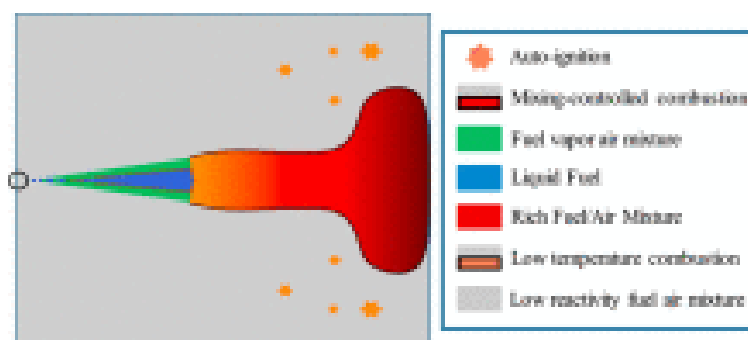 Auto-ignition
Mixing-controlled combustion
Fuel vapor air mixture
Liquid Fuel
Rich Fuel/Air Mixture
Low temperature combustion
Low reactivity fuel air mixture